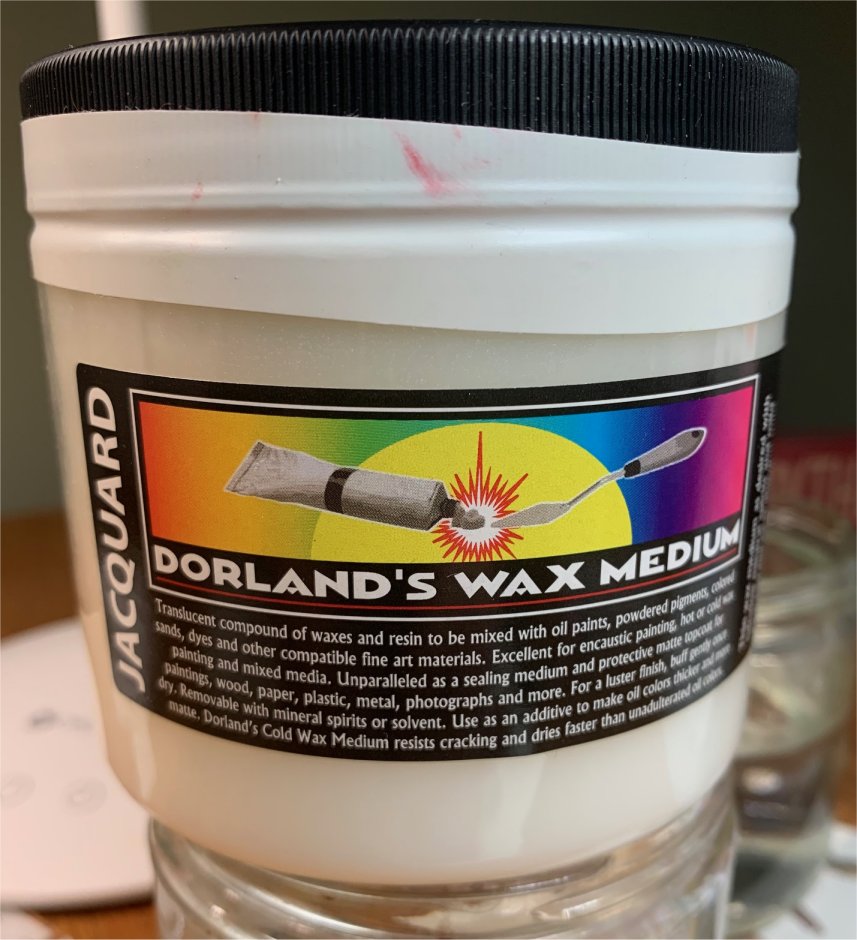 JACQUARD
DORLAND'S WAX MEDIUM
Translucent compound of waxes and resin to be mixed with oil paints, powdered pigments, colored
sands, dyes and other compatible fine art materials. Excellent for encaustic painting, hot or cold wax
painting and mixed media. Unparalleled as a sealing medium and protective matte topcoat for
paintings, wood, paper, plastic, metal, photographs and more. For a luster finish, buff gently once
dry. Removable with mineral spirits or solvent. Use as an additive to make oil colors thicker and more
matte, Dorland's Cold Wax Medium resists cracking and dries faster than unadulterated oil colors.